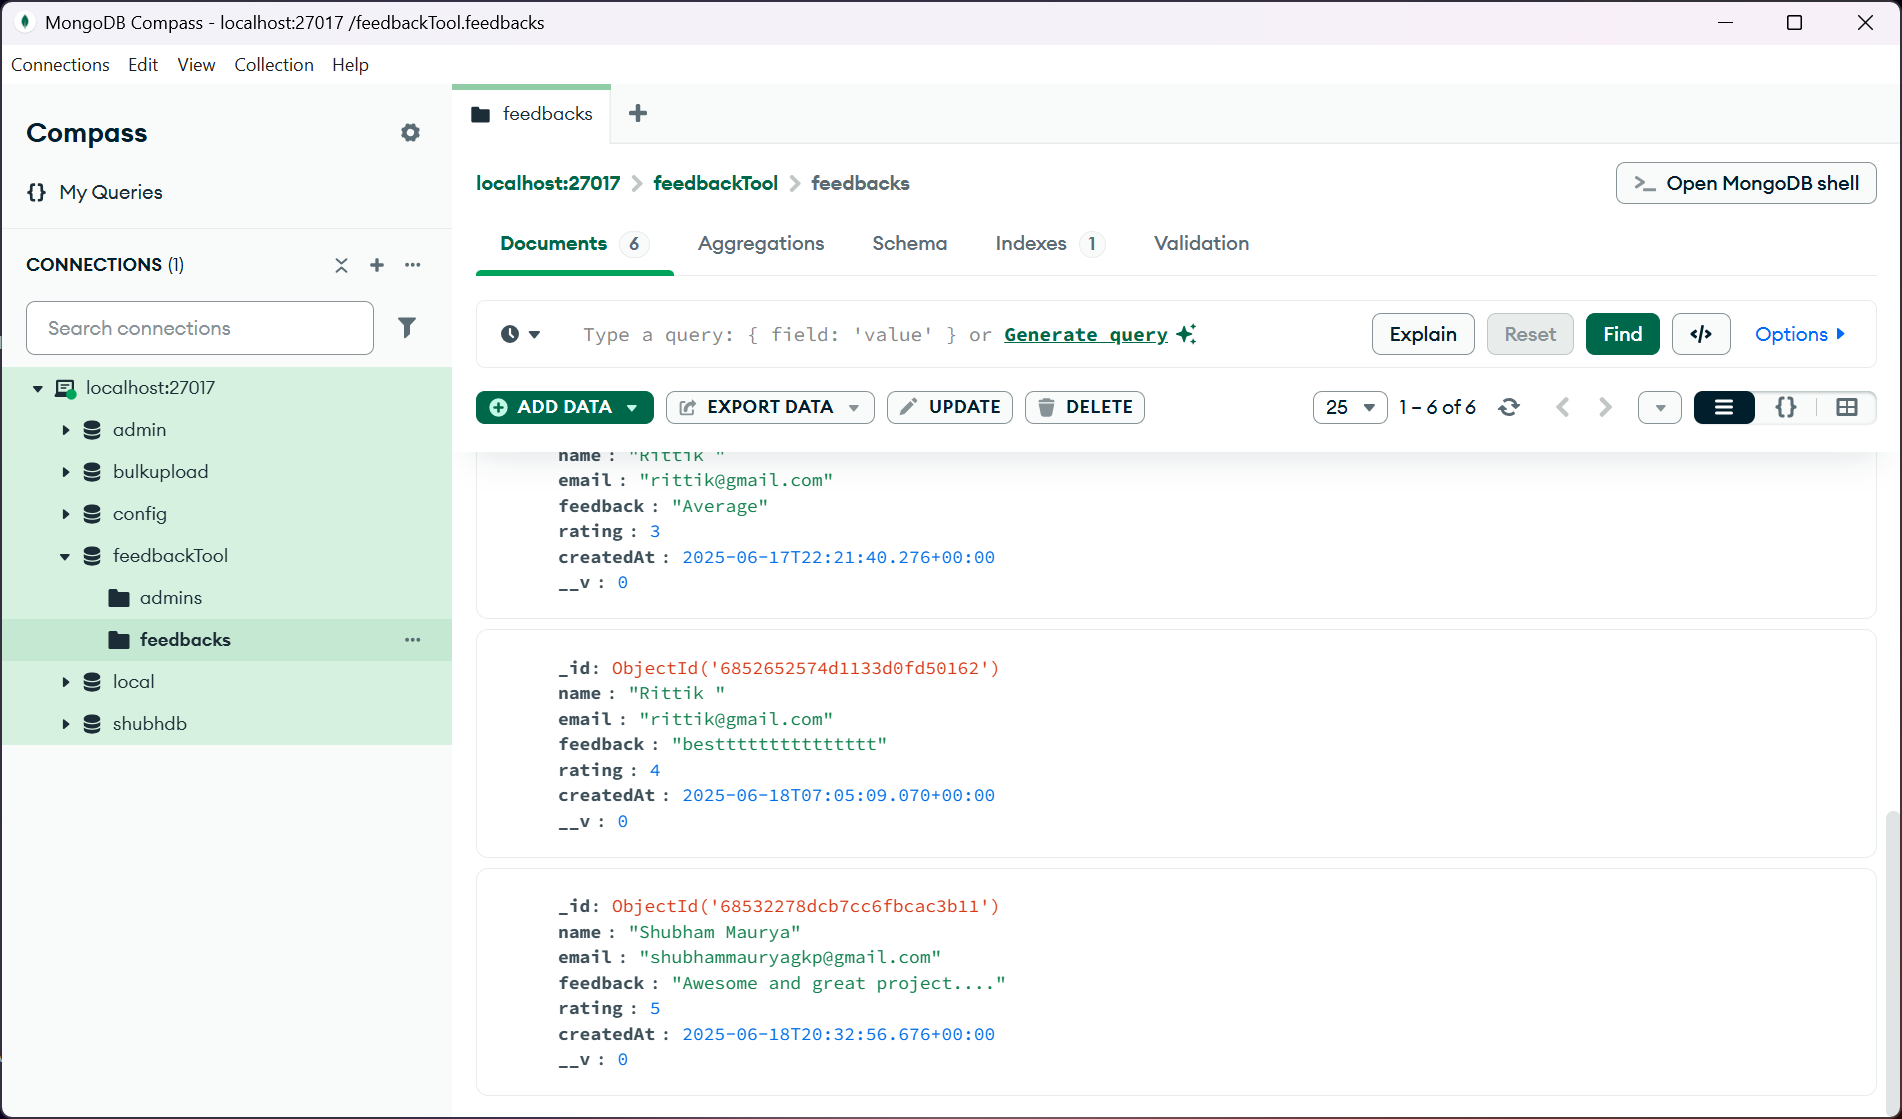 MongoDB Compass - localhost:27017 /feedbackTool.feedbacks
Connections Edit View Collection Help
Compass
{} My Queries
CONNECTIONS (1)
Search connections
localhost:27017
admin
bulkupload
config
feedbackTool
admins
feedbacks
local
shubhdb
feedbacks
localhost:27017 > feedbackTool > feedbacks
>_ Open MongoDB shell
Documents 6 Aggregations Schema Indexes 1 Validation
Type a query: { field: 'value' } or Generate query
Explain Reset Find </> Options
ADD DATA EXPORT DATA UPDATE DELETE
25 1 – 6 of 6 {}
name : "Rittik "
email : "rittik@gmail.com"
feedback : "Average"
rating : 3
createdAt : 2025-06-17T22:21:40.276+00:00
__v : 0
_id: ObjectId('6852652574d1133d0fd50162')
name : "Rittik "
email : "rittik@gmail.com"
feedback : "bestttttttttttttttt"
rating : 4
createdAt : 2025-06-18T07:05:09.070+00:00
__v : 0
_id: ObjectId('68532278dcb7cc6fbcac3b11')
name : "Shubham Maurya"
email : "shubhammauryagkp@gmail.com"
feedback : "Awesome and great project...."
rating : 5
createdAt : 2025-06-18T20:32:56.676+00:00
__v : 0